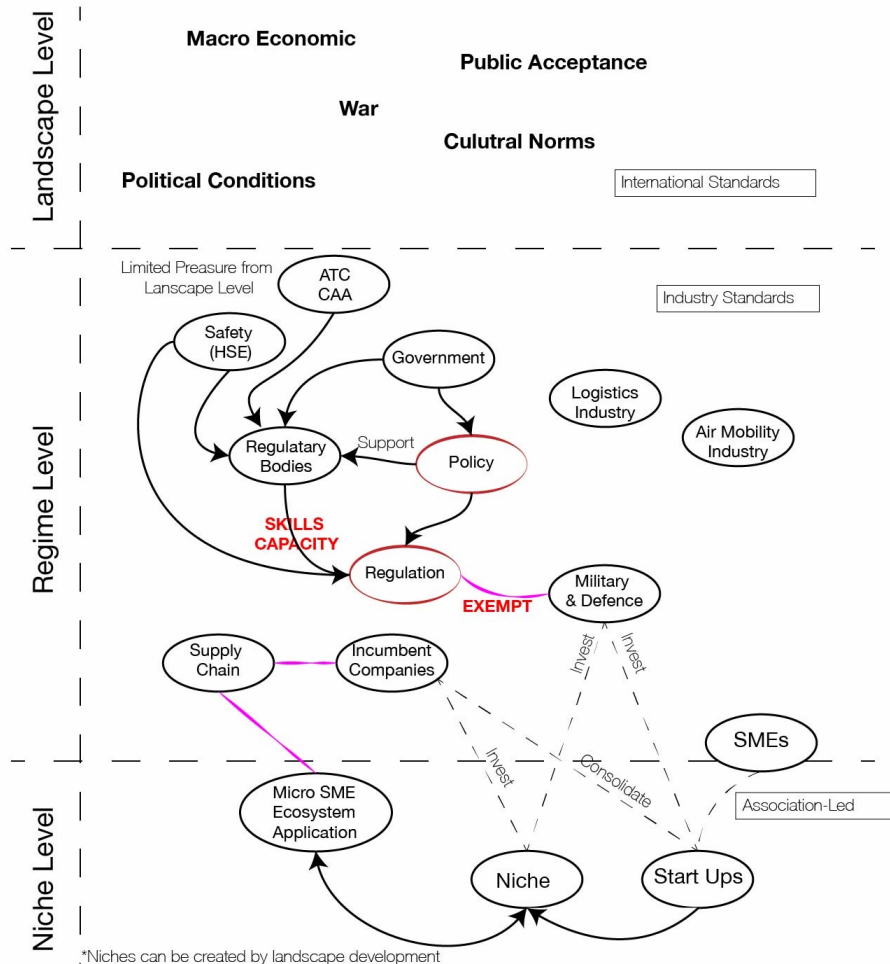 Landscape Level
Macro Economic
Public Acceptance
War
Culutral Norms
Political Conditions
International Standards
Regime Level
Limited Preasure from
Lanscape Level
ATC
CAA
Industry Standards
Safety
(HSE)
Government
Logistics
Industry
Air Mobility
Industry
Regulatary
Bodies
Support
Policy
SKILLS
CAPACITY
Regulation
EXEMPT
Military
& Defence
Supply
Chain
Incumbent
Companies
Invest
Invest
SMEs
Invest
Consolidate
Niche Level
Micro SME
Ecosystem
Application
Association-Led
Niche
Start Ups
*Niches can be created by landscape development